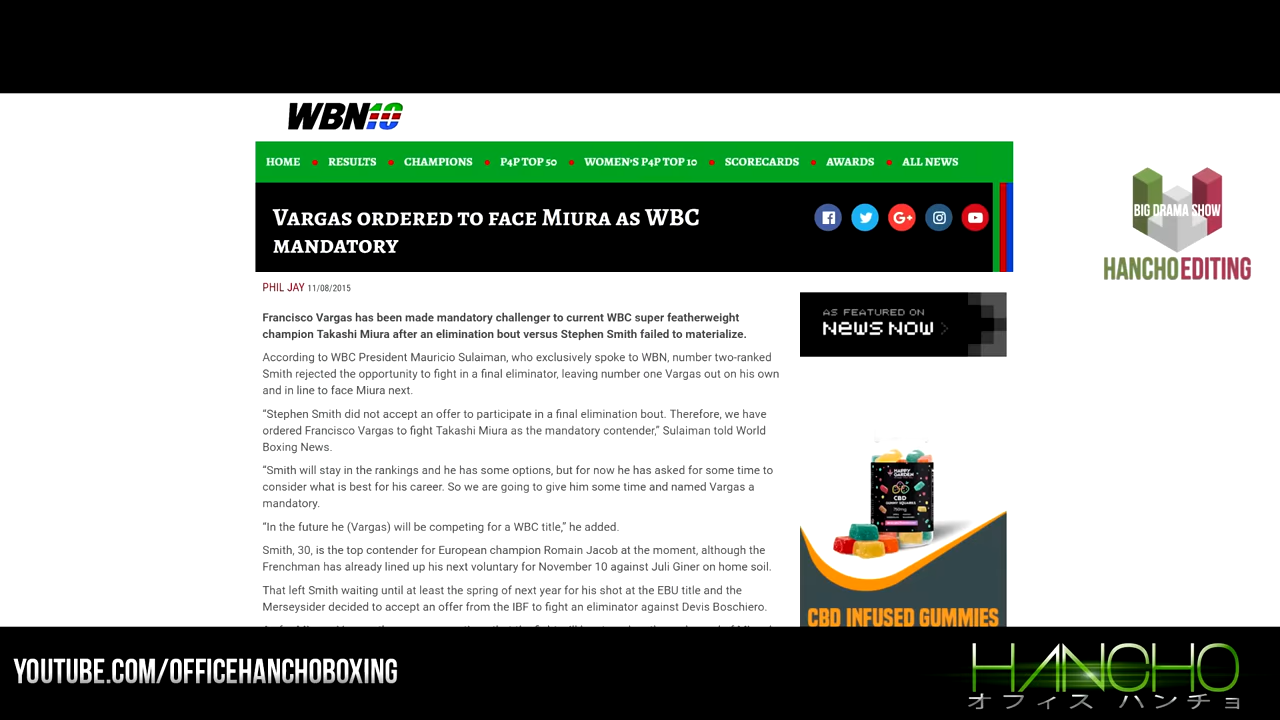 WBN10
HOME RESULTS CHAMPIONS P4P TOP 50 WOMEN'S P4P TOP 10 SCORECARDS AWARDS ALL NEWS
VARGAS ORDERED TO FACE MIURA AS WBC
MANDATORY
PHIL JAY 11/08/2015
Francisco Vargas has been made mandatory challenger to current WBC super featherweight
champion Takashi Miura after an elimination bout versus Stephen Smith failed to materialize.
According to WBC President Mauricio Sulaiman, who exclusively spoke to WBN, number two-ranked
Smith rejected the opportunity to fight in a final eliminator, leaving number one Vargas out on his own
and in line to face Miura next.
“Stephen Smith did not accept an offer to participate in a final elimination bout. Therefore, we have
ordered Francisco Vargas to fight Takashi Miura as the mandatory contender,” Sulaiman told World
Boxing News.
“Smith will stay in the rankings and he has some options, but for now he has asked for some time to
consider what is best for his career. So we are going to give him some time and named Vargas a
mandatory.
“In the future he (Vargas) will be competing for a WBC title,” he added.
Smith, 30, is the top contender for European champion Romain Jacob at the moment, although the
Frenchman has already lined up his next voluntary for November 10 against Juli Giner on home soil.
That left Smith waiting until at least the spring of next year for his shot at the EBU title and the
Merseysider decided to accept an offer from the IBF to fight an eliminator against Devis Boschiero.
AS FEATURED ON
NEWS NOW
HAPPY
GARDEN
CBD
CBD INFUSED GUMMIES
BIG DRAMA SHOW
HANCHO EDITING
YOUTUBE.COM/OFFICEHANCHOBOXING
HANCHO
オフィス ハンチョ